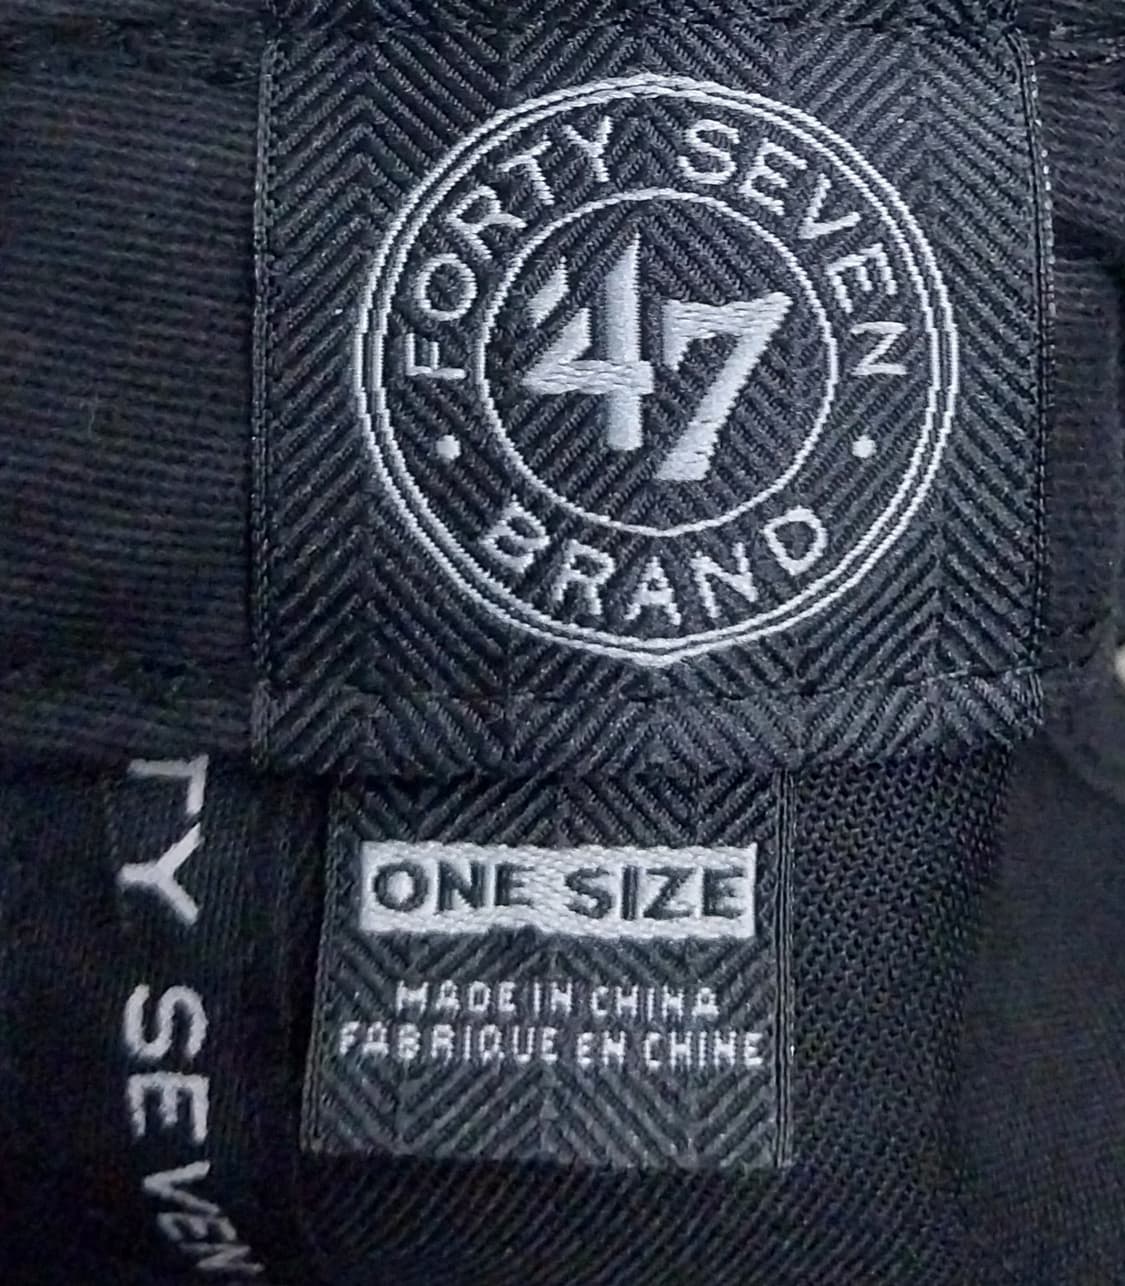 FORTY SEVEN
47
BRAND
ONE SIZE
MADE IN CHINA
FABRIQUE EN CHINE
TY SEVEN